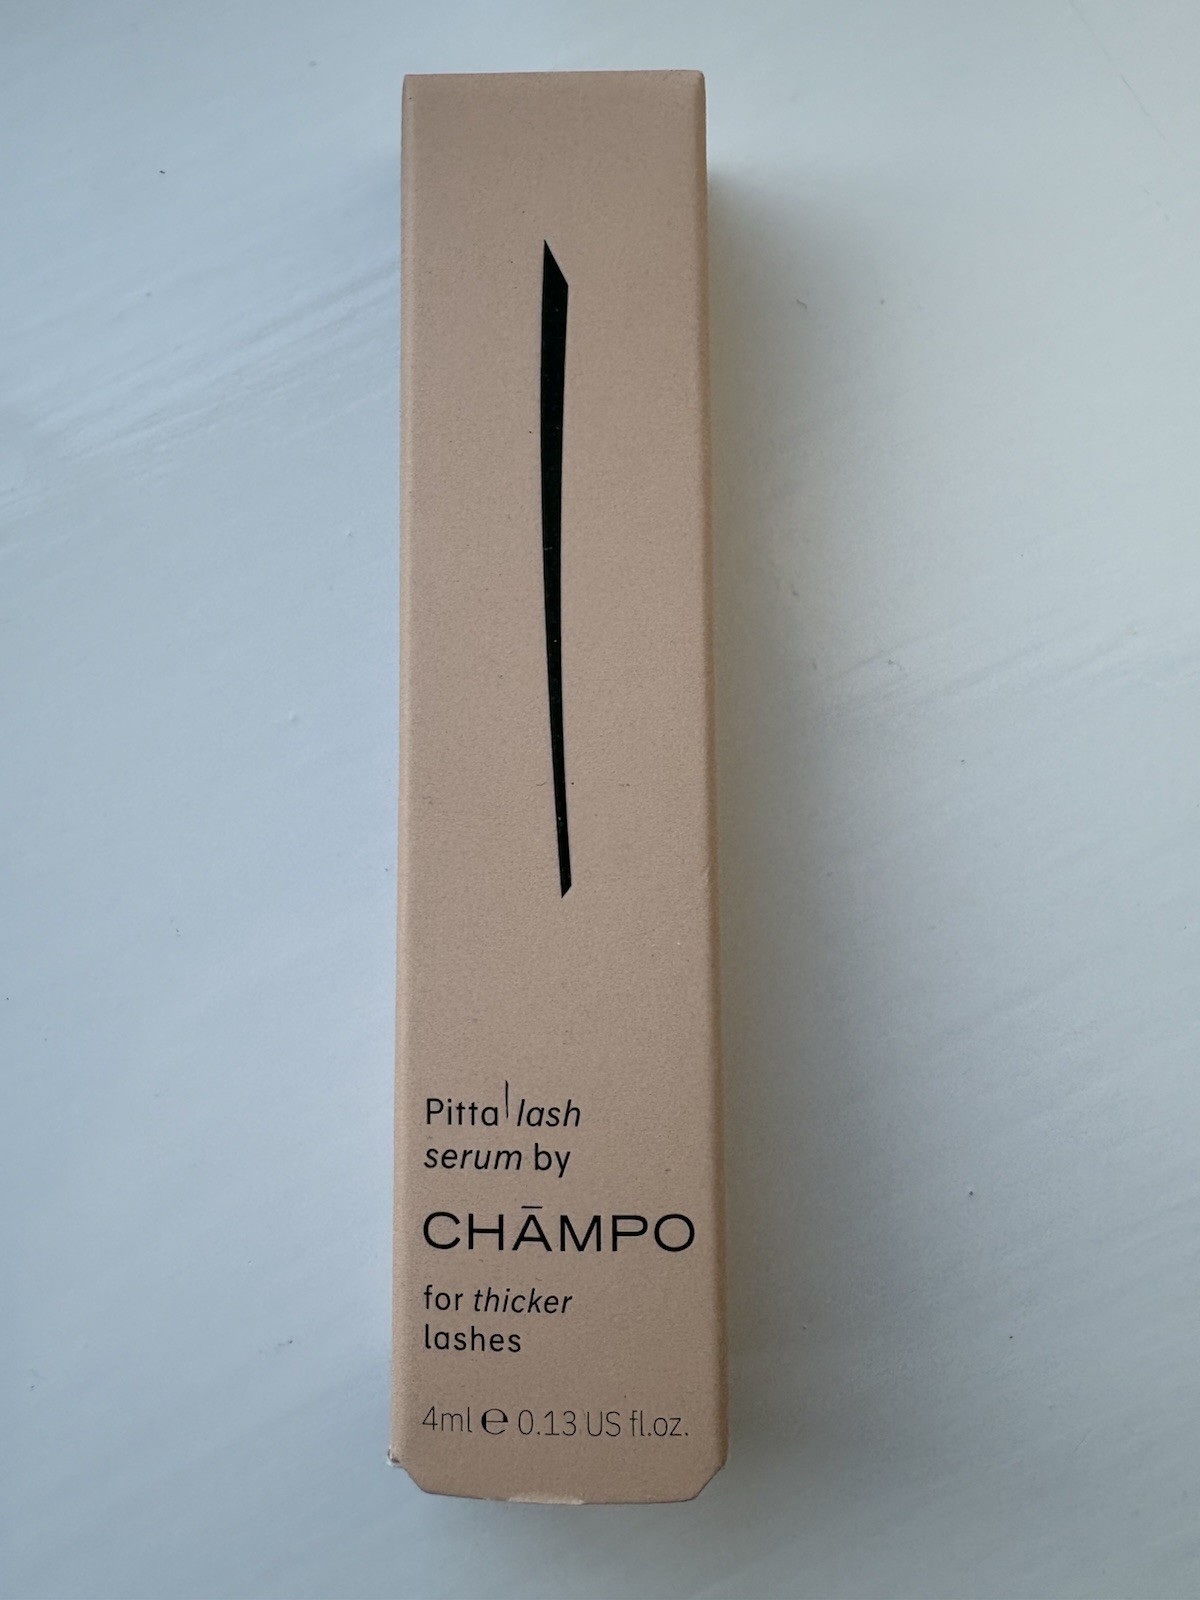 Pitta lash
serum by
CHĀMPO
for thicker
lashes
4ml ℮ 0.13 US fl.oz.